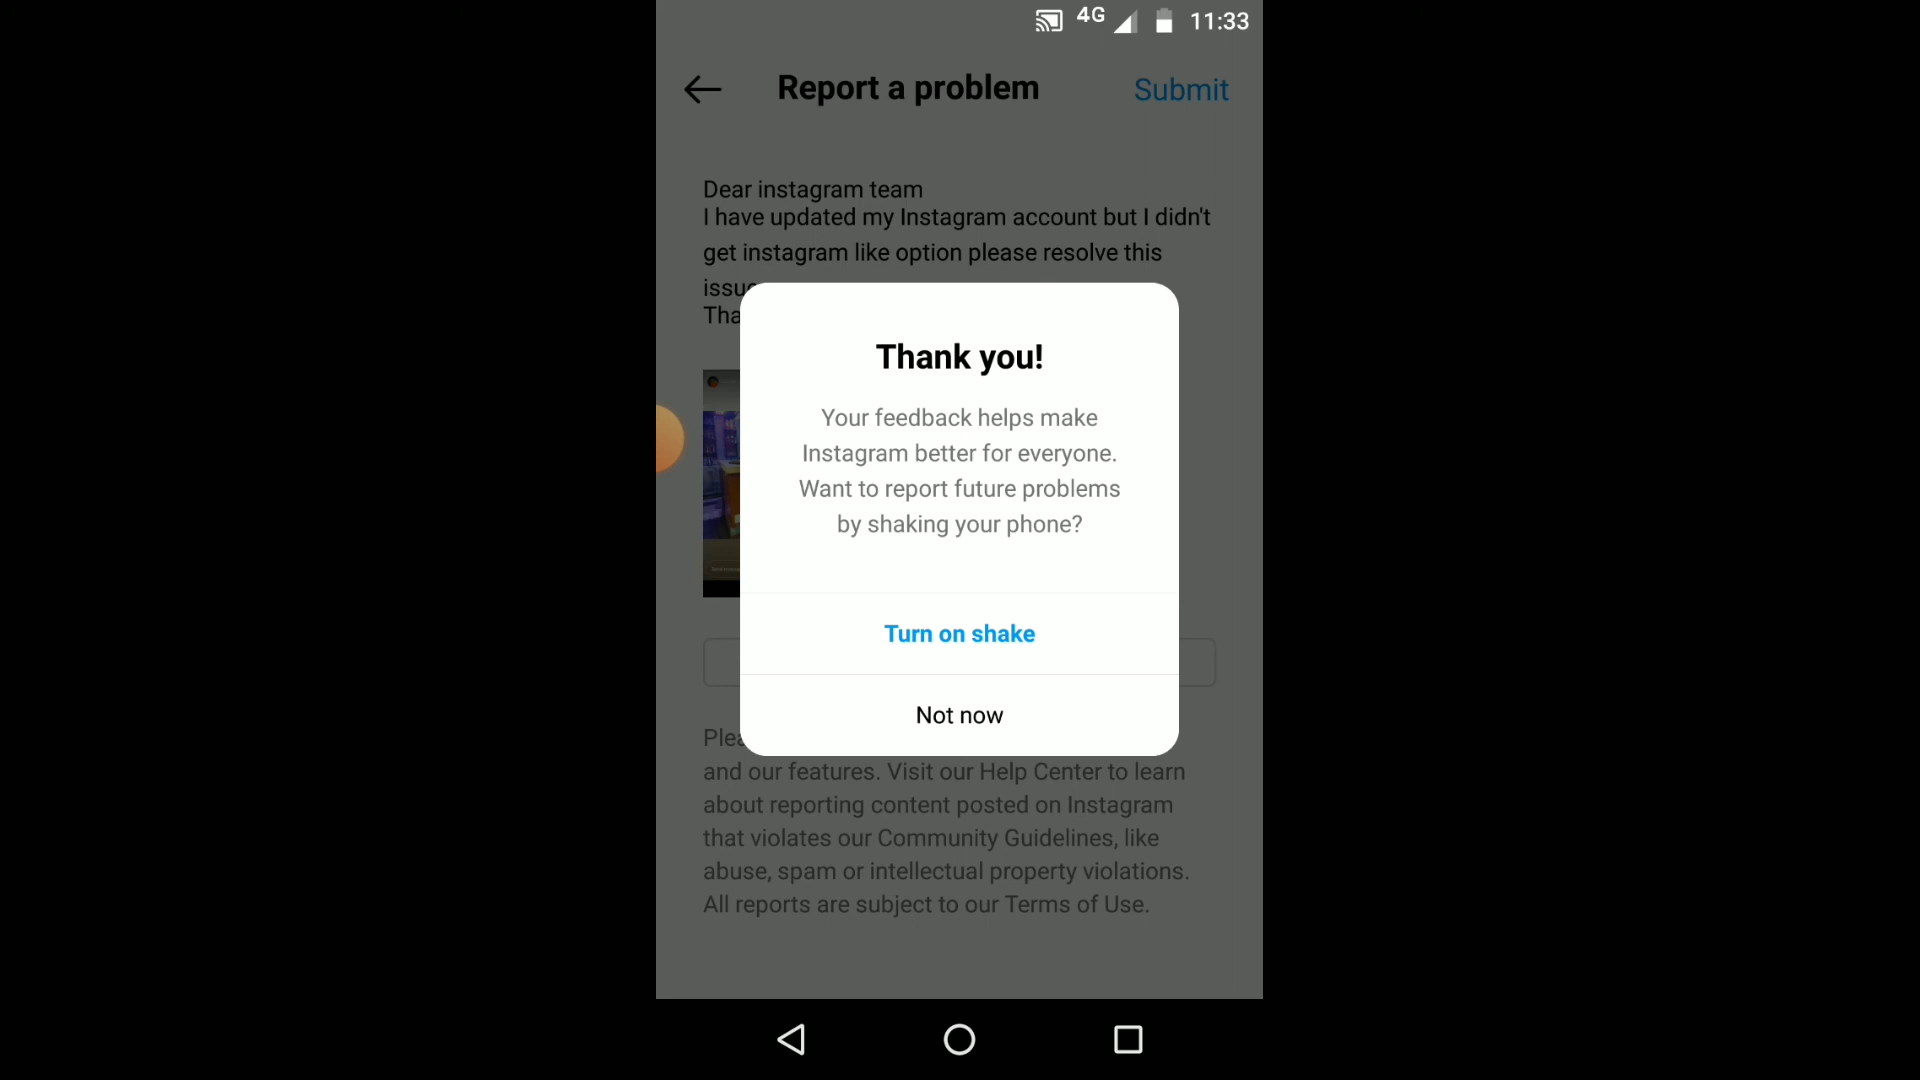 4G 11:33
Report a problem Submit
Dear instagram team
I have updated my Instagram account but I didn't
get instagram like option please resolve this
Thank you!
Your feedback helps make
Instagram better for everyone.
Want to report future problems
by shaking your phone?
Turn on shake
Not now
and our features. Visit our Help Center to learn
about reporting content posted on Instagram
that violates our Community Guidelines, like
abuse, spam or intellectual property violations.
All reports are subject to our Terms of Use.